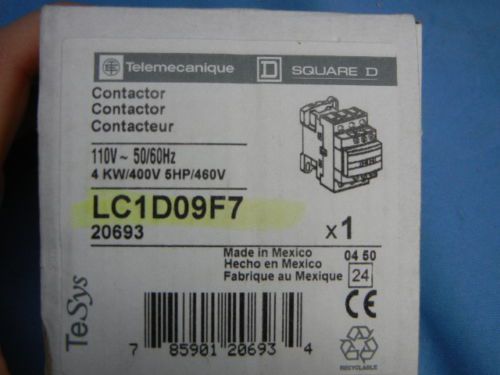 Telemecanique D SQUARE D
Contactor
Contactor
Contacteur
110V~ 50/60Hz
4 KW/400V 5HP/460V
LC1D09F7
20693 x1
Made in Mexico 04 50
Hecho en Mexico
Fabrique au Mexique 24
CE
TeSys
7 85901 20693 4
RECYCLABLE